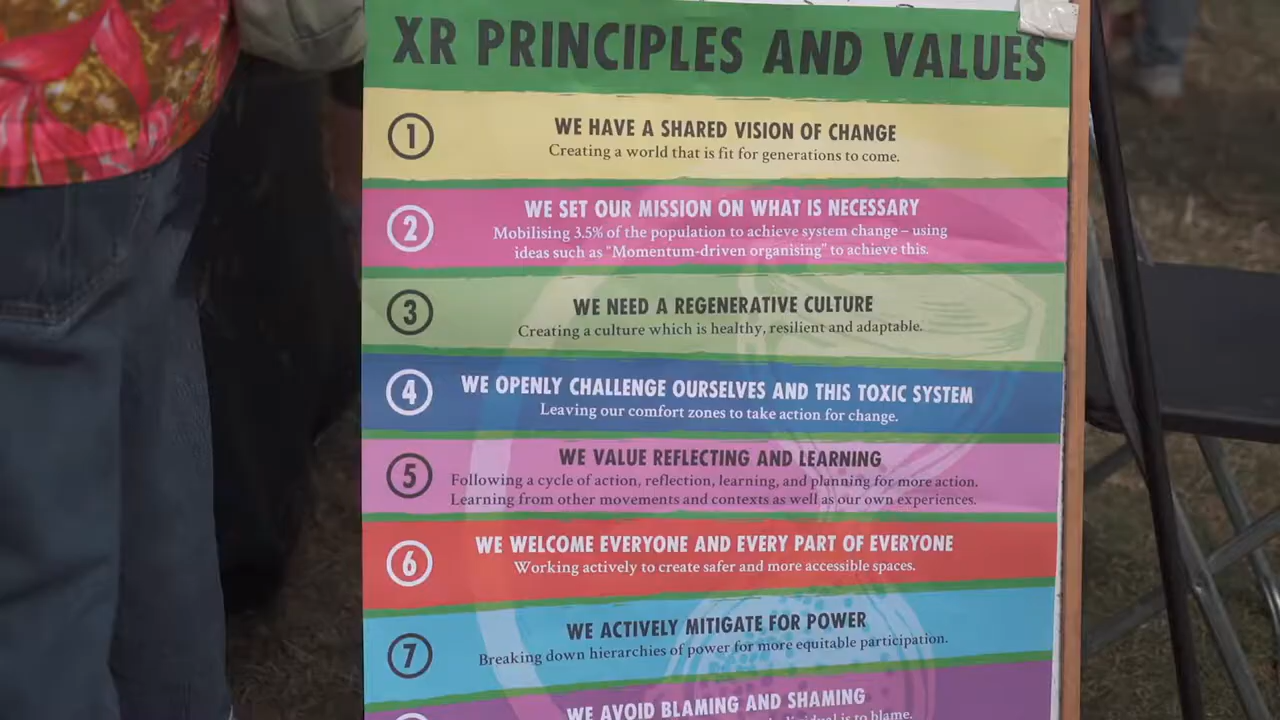 XR PRINCIPLES AND VALUES
1
WE HAVE A SHARED VISION OF CHANGE
Creating a world that is fit for generations to come.
2
WE SET OUR MISSION ON WHAT IS NECESSARY
Mobilising 3.5% of the population to achieve system change – using
ideas such as “Momentum-driven organising” to achieve this.
3
WE NEED A REGENERATIVE CULTURE
Creating a culture which is healthy, resilient and adaptable.
4
WE OPENLY CHALLENGE OURSELVES AND THIS TOXIC SYSTEM
Leaving our comfort zones to take action for change.
5
WE VALUE REFLECTING AND LEARNING
Following a cycle of action, reflection, learning, and planning for more action.
Learning from other movements and contexts as well as our own experiences.
6
WE WELCOME EVERYONE AND EVERY PART OF EVERYONE
Working actively to create safer and more accessible spaces.
7
WE ACTIVELY MITIGATE FOR POWER
Breaking down hierarchies of power for more equitable participation.
WE AVOID BLAMING AND SHAMING
is to blame.